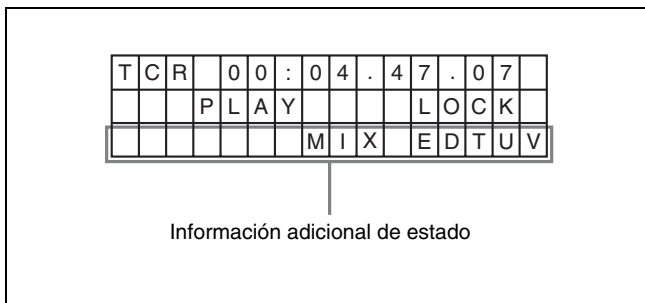 TCR 00:04.47.07
PLAY LOCK
MIX EDTUV
Información adicional de estado